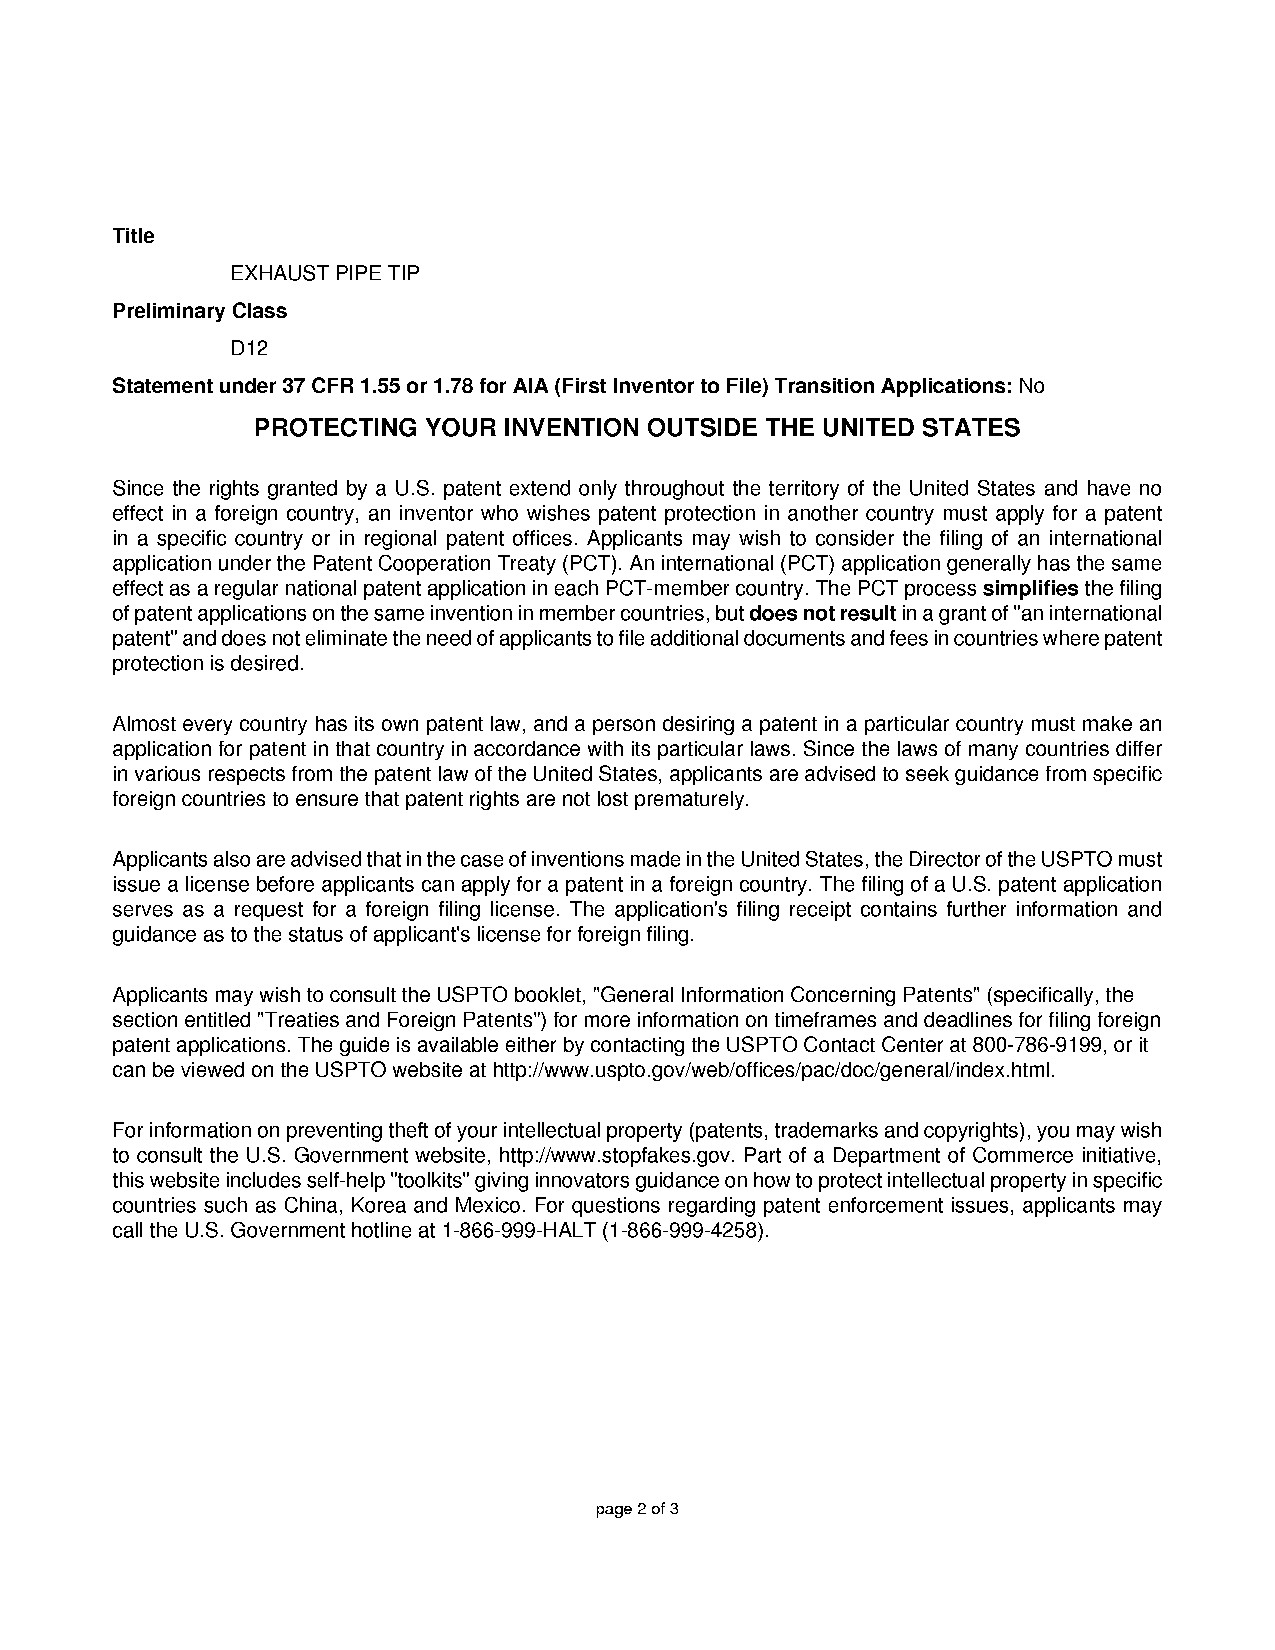 Title
EXHAUST PIPE TIP
Preliminary Class
D12
Statement under 37 CFR 1.55 or 1.78 for AIA (First Inventor to File) Transition Applications: No
PROTECTING YOUR INVENTION OUTSIDE THE UNITED STATES
Since the rights granted by a U.S. patent extend only throughout the territory of the United States and have no
effect in a foreign country, an inventor who wishes patent protection in another country must apply for a patent
in a specific country or in regional patent offices. Applicants may wish to consider the filing of an international
application under the Patent Cooperation Treaty (PCT). An international (PCT) application generally has the same
effect as a regular national patent application in each PCT-member country. The PCT process simplifies the filing
of patent applications on the same invention in member countries, but does not result in a grant of "an international
patent" and does not eliminate the need of applicants to file additional documents and fees in countries where patent
protection is desired.
Almost every country has its own patent law, and a person desiring a patent in a particular country must make an
application for patent in that country in accordance with its particular laws. Since the laws of many countries differ
in various respects from the patent law of the United States, applicants are advised to seek guidance from specific
foreign countries to ensure that patent rights are not lost prematurely.
Applicants also are advised that in the case of inventions made in the United States, the Director of the USPTO must
issue a license before applicants can apply for a patent in a foreign country. The filing of a U.S. patent application
serves as a request for a foreign filing license. The application's filing receipt contains further information and
guidance as to the status of applicant's license for foreign filing.
Applicants may wish to consult the USPTO booklet, "General Information Concerning Patents" (specifically, the
section entitled "Treaties and Foreign Patents") for more information on timeframes and deadlines for filing foreign
patent applications. The guide is available either by contacting the USPTO Contact Center at 800-786-9199, or it
can be viewed on the USPTO website at http://www.uspto.gov/web/offices/pac/doc/general/index.html.
For information on preventing theft of your intellectual property (patents, trademarks and copyrights), you may wish
to consult the U.S. Government website, http://www.stopfakes.gov. Part of a Department of Commerce initiative,
this website includes self-help "toolkits" giving innovators guidance on how to protect intellectual property in specific
countries such as China, Korea and Mexico. For questions regarding patent enforcement issues, applicants may
call the U.S. Government hotline at 1-866-999-HALT (1-866-999-4258).
page 2 of 3